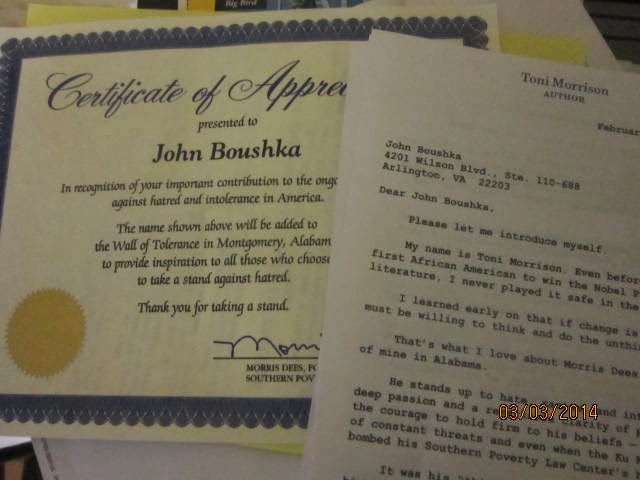 Big Bird
Certificate of Apprec
presented to
John Boushka
In recognition of your important contribution to the ongo
against hatred and intolerance in America.
The name shown above will be added to
the Wall of Tolerance in Montgomery, Alabam
to provide inspiration to all those who choose
to take a stand against hatred.
Thank you for taking a stand.
MORRIS DEES, FO
SOUTHERN POV
Toni Morrison
AUTHOR
Februar
John Boushka
4201 Wilson Blvd., Ste. 110-688
Arlington, VA 22203
Dear John Boushka,
Please let me introduce myself.
My name is Toni Morrison. Even befor
first African American to win the Nobel P
literature, I never played it safe in the
I learned early on that if change is
must be willing to think and do the unthi
That's what I love about Morris Dees
of mine in Alabama.
He stands up to hate and in
deep passion and a clarity of
the courage to hold firm to his beliefs —
of constant threats and even when the Ku K
bombed his Southern Poverty Law Center's
It was his
03/03/2014